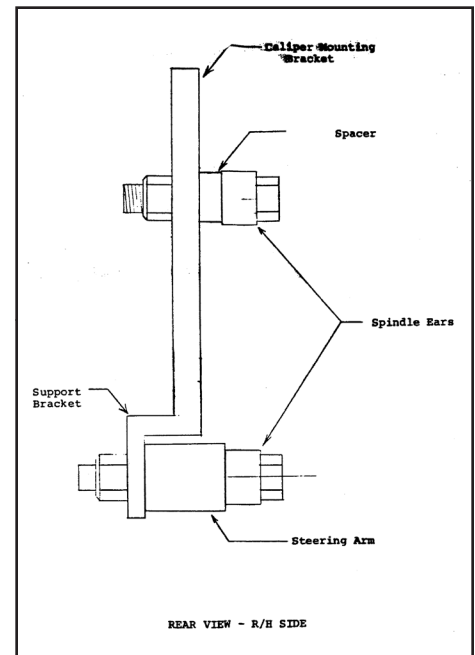 Caliper Mounting
Bracket
Spacer
Spindle Ears
Support
Bracket
Steering Arm
REAR VIEW - R/H SIDE